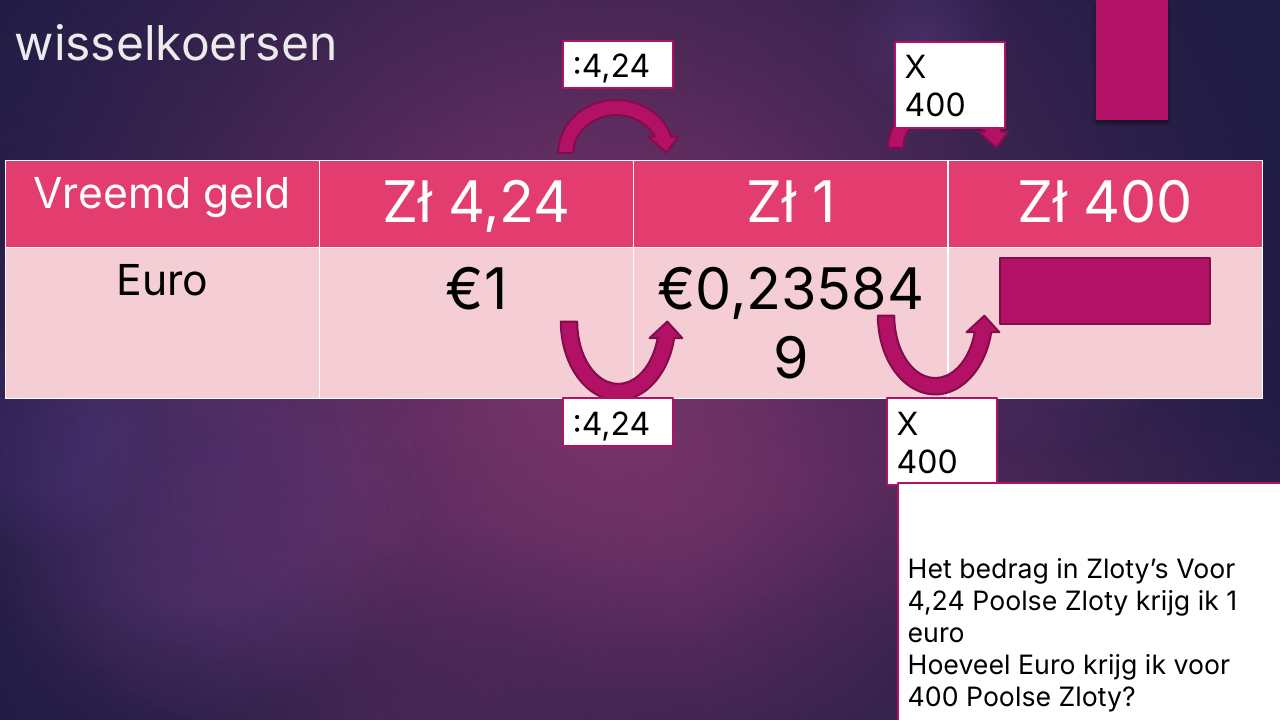 wisselkoersen
:4,24
X
400
Vreemd geld
Zł 4,24
Zł 1
Zł 400
Euro
€1
€0,23584
9
:4,24
X
400
Het bedrag in Zloty’s Voor
4,24 Poolse Zloty krijg ik 1
euro
Hoeveel Euro krijg ik voor
400 Poolse Zloty?